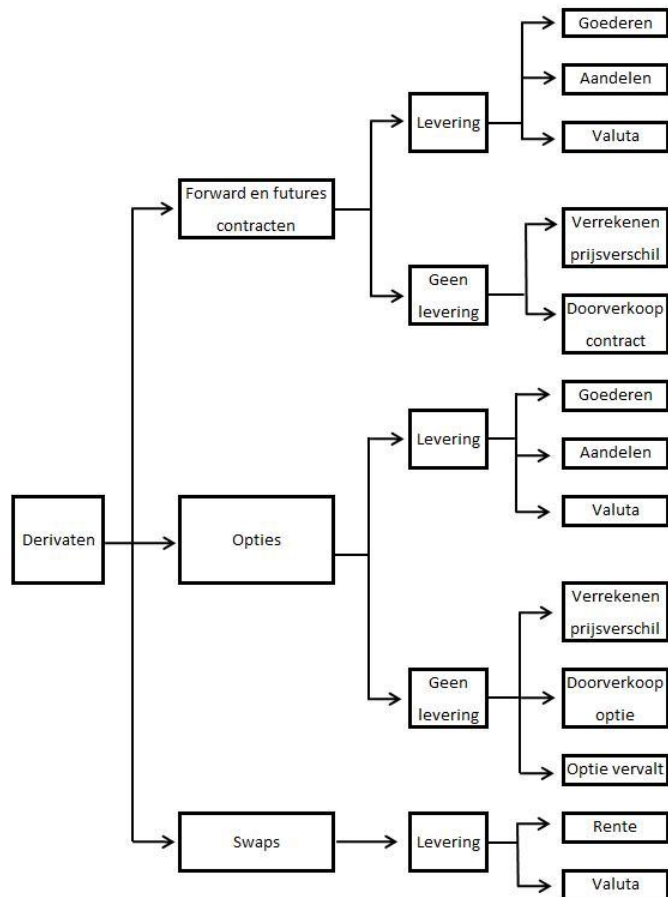 Goederen
Aandelen
Levering
Valuta
Forward en futures
contracten
Verrekenen
prijsverschil
Geen
levering
Doorverkoop
contract
Goederen
Levering
Aandelen
Valuta
Derivaten
Opties
Verrekenen
prijsverschil
Geen
levering
Doorverkoop
optie
Optie vervalt
Swaps
Levering
Rente
Valuta